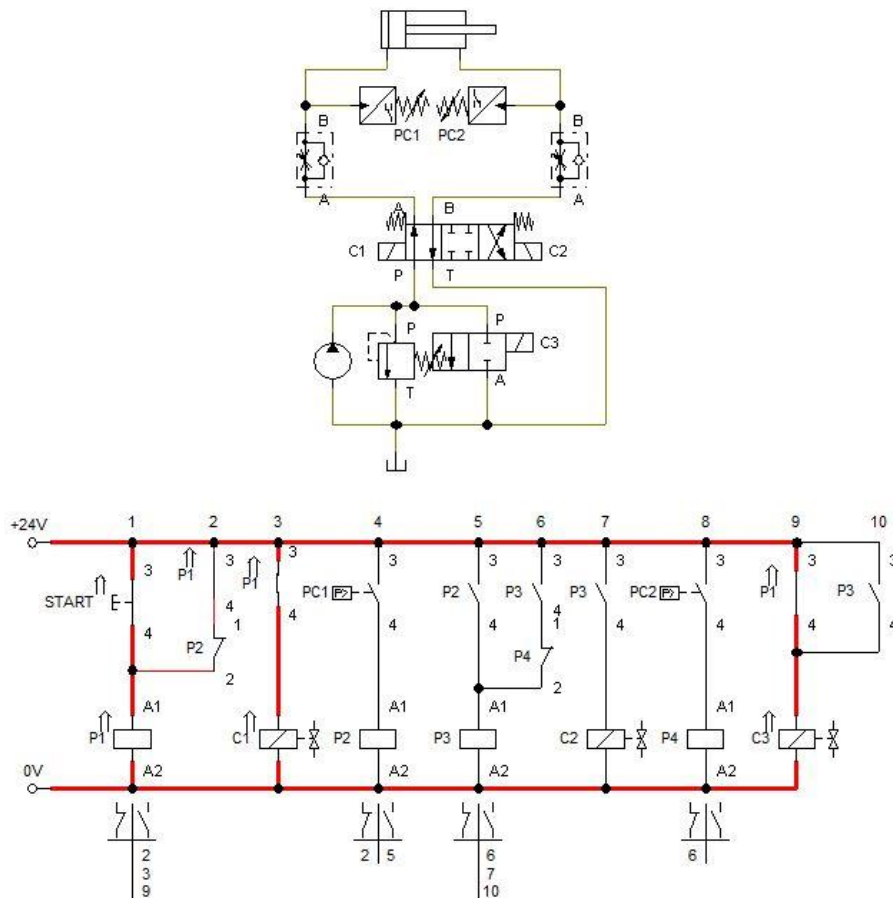 B
B
PC1
PC2
A
A
A
B
C1
C2
P
T
P
P
C3
T
A
1 2 3 4 5 6 7 8 9 10
+24V
3 3 3 3 3 3 3 3 3 3
P1 P1 P1
START PC1 P2 P3 P3 PC2 P3
4 4 4 4 4 4 4 4 4 4
1 1
P2 P4
2 2
A1 A1 A1 A1
P1 C1 P2 P3 C2 P4 C3
A2 A2 A2 A2
0V
2 2 5 6 6
3 7
9 10